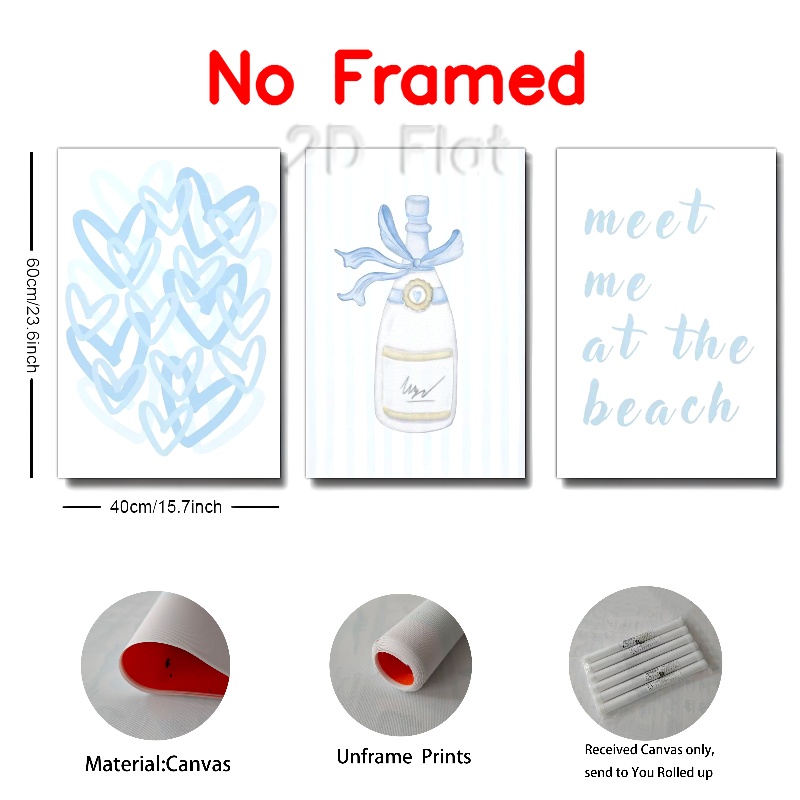 No Framed
2D Flat
60cm/23.6inch
meet
me
at the
beach
40cm/15.7inch
Material:Canvas
Unframe Prints
Received Canvas only,
send to You Rolled up